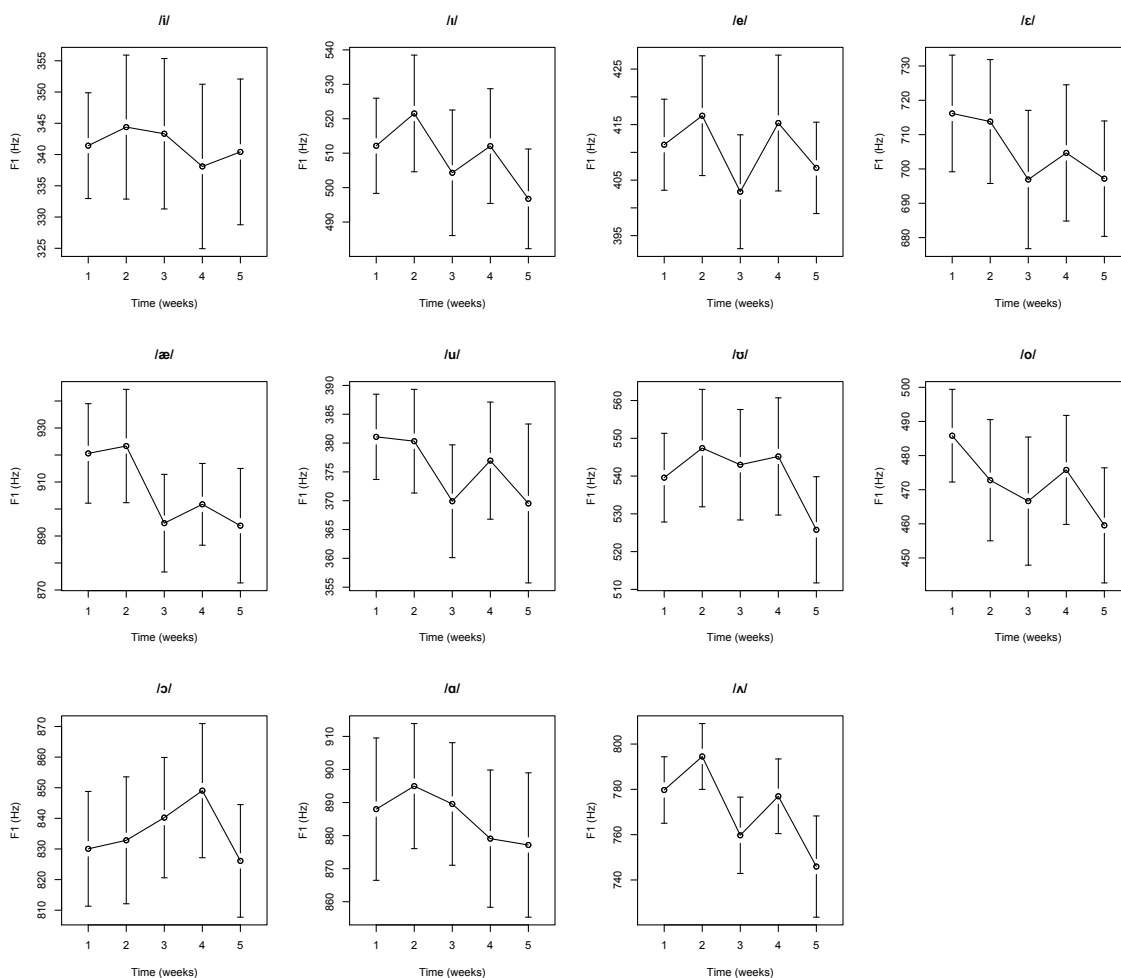 /i/
F1 (Hz)
355
350
345
340
335
330
325
1 2 3 4 5
Time (weeks)
/ɪ/
F1 (Hz)
540
530
520
510
500
490
1 2 3 4 5
Time (weeks)
/e/
F1 (Hz)
425
415
405
395
1 2 3 4 5
Time (weeks)
/ɛ/
F1 (Hz)
730
720
710
700
690
680
1 2 3 4 5
Time (weeks)
/æ/
F1 (Hz)
930
910
890
870
1 2 3 4 5
Time (weeks)
/u/
F1 (Hz)
390
385
380
375
370
365
360
355
1 2 3 4 5
Time (weeks)
/ʊ/
F1 (Hz)
560
550
540
530
520
510
1 2 3 4 5
Time (weeks)
/o/
F1 (Hz)
500
490
480
470
460
450
1 2 3 4 5
Time (weeks)
/ɔ/
F1 (Hz)
870
860
850
840
830
820
810
1 2 3 4 5
Time (weeks)
/ɑ/
F1 (Hz)
910
900
890
880
870
860
1 2 3 4 5
Time (weeks)
/ʌ/
F1 (Hz)
800
780
760
740
1 2 3 4 5
Time (weeks)